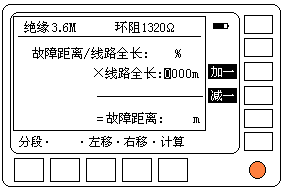 绝缘3.6M 环阻1320Ω
故障距离/线路全长: %
×线路全长:0000m
加一
减一
=故障距离: m
分段· ·左移·右移·计算